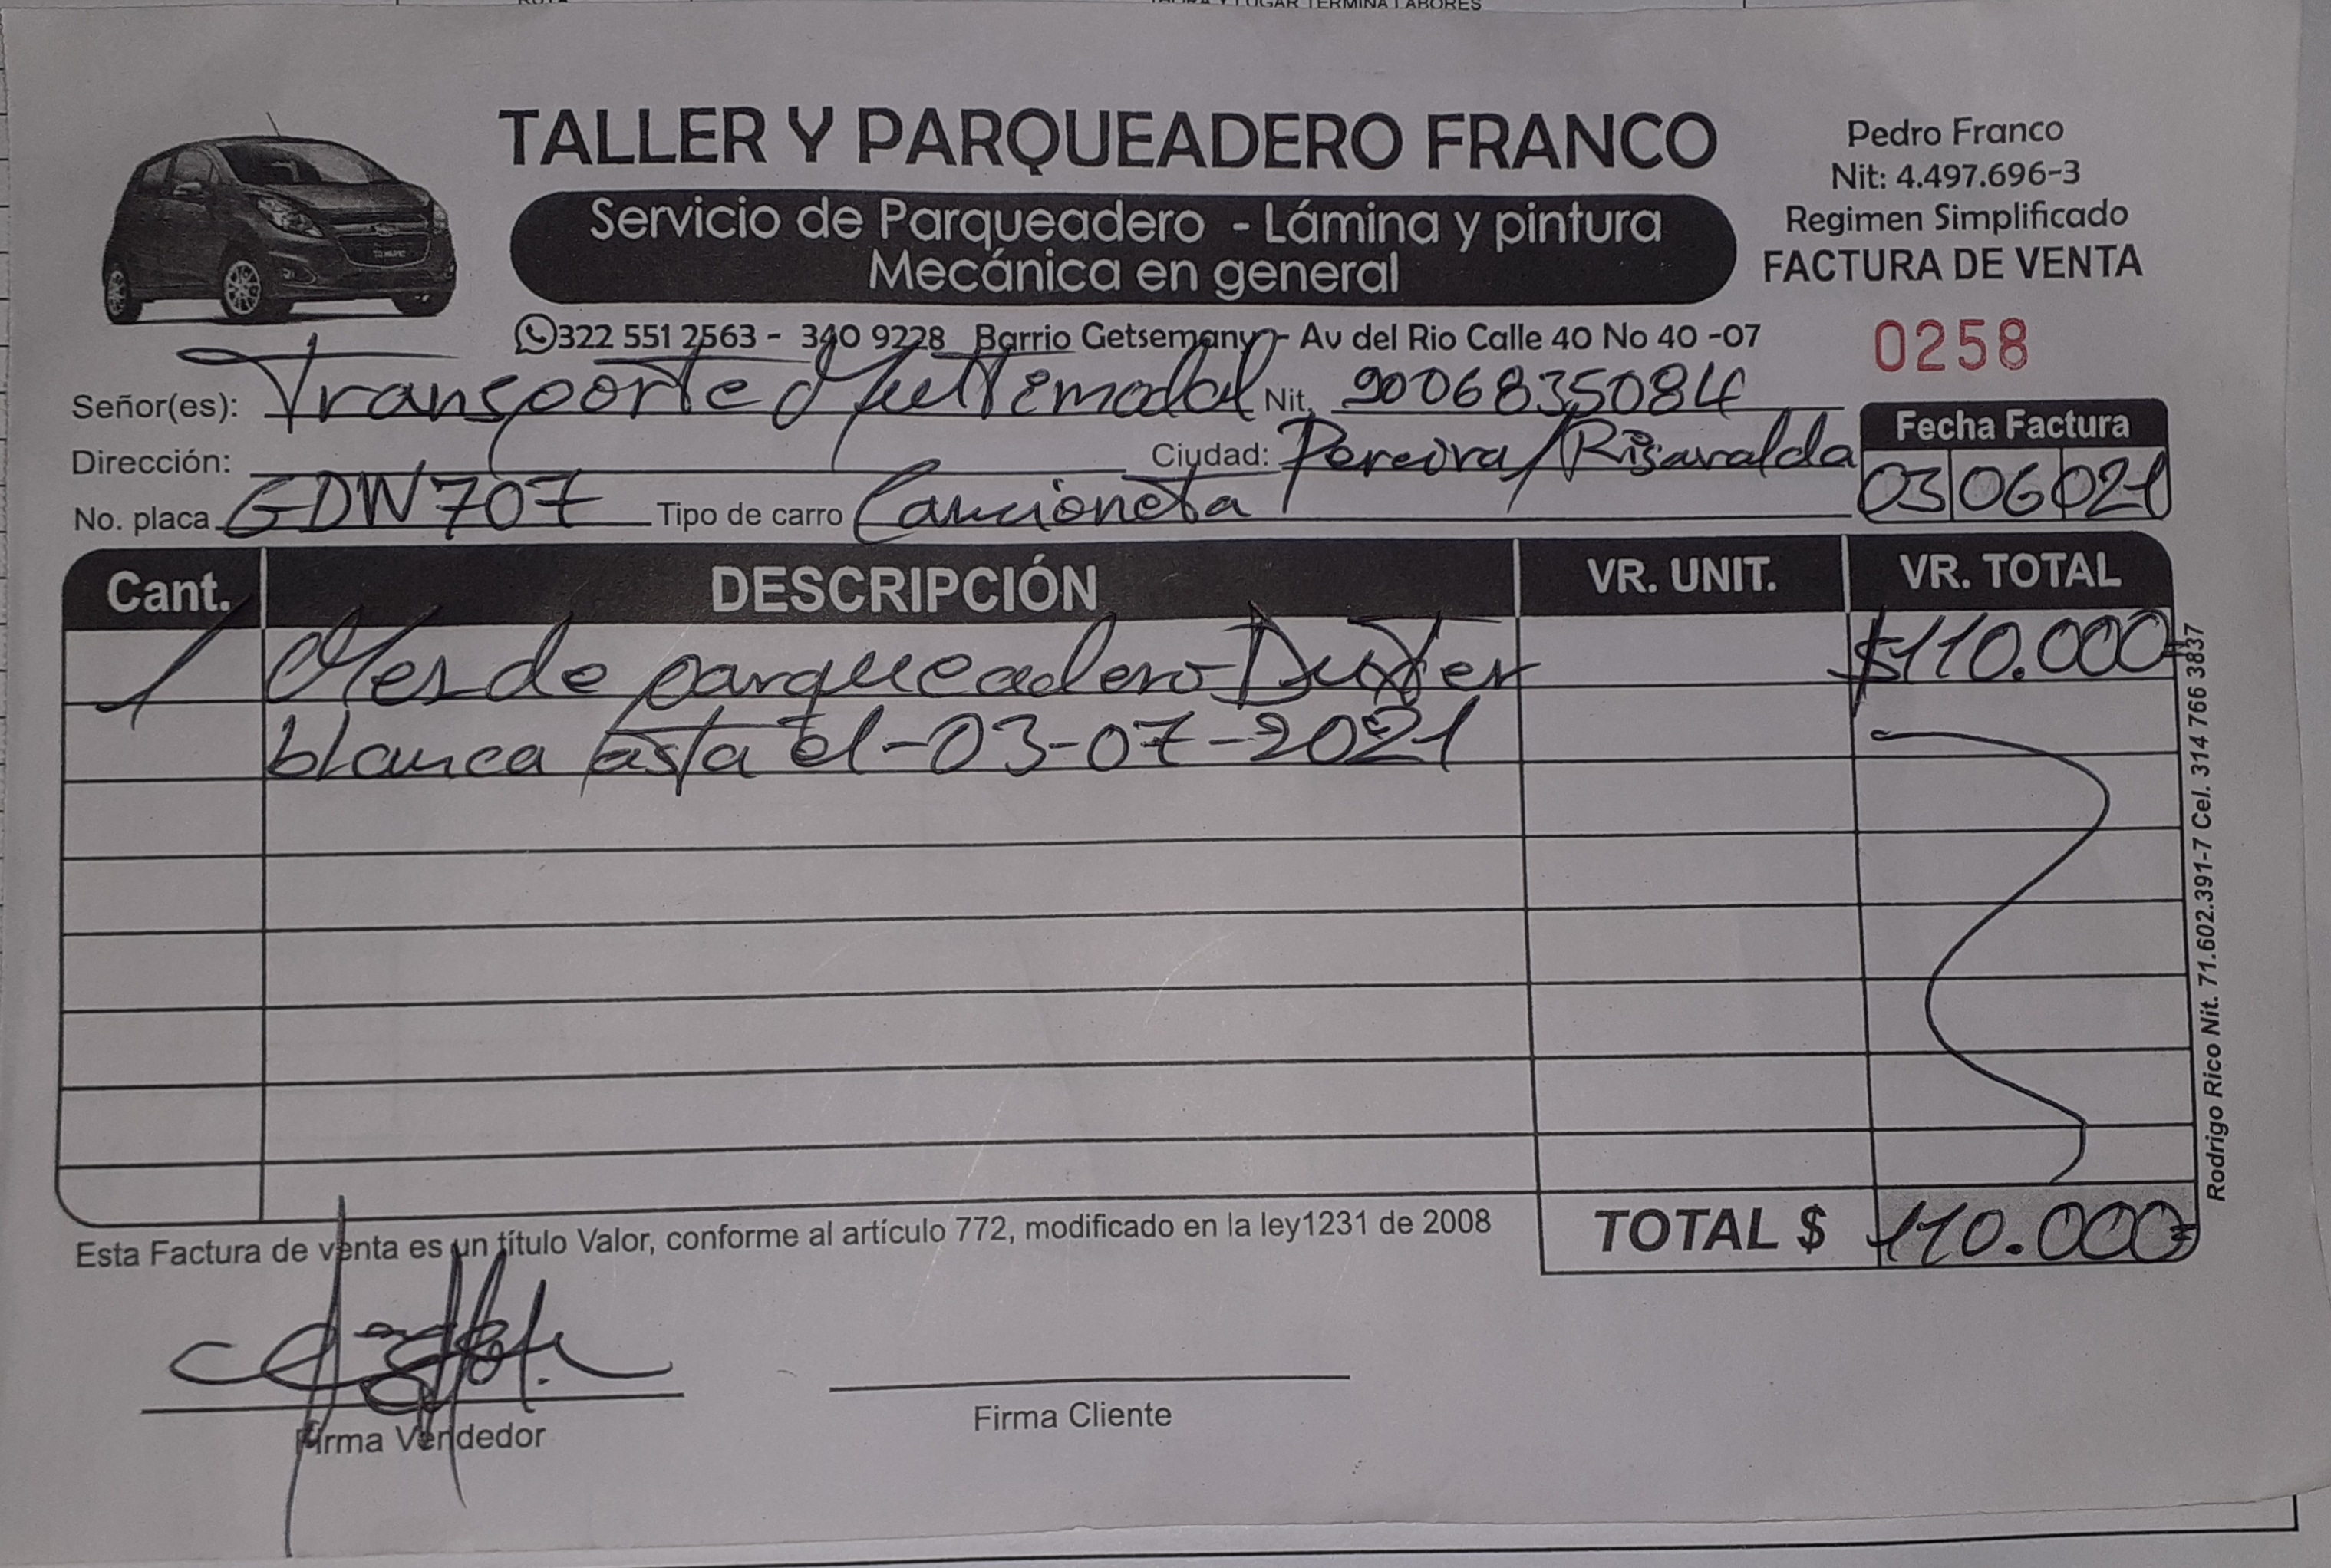 TALLER Y PARQUEADERO FRANCO
Servicio de Parqueadero - Lámina y pintura
Mecánica en general
322 551 2563 - 340 9228 Barrio Getsemany - Av del Rio Calle 40 No 40 -07
Pedro Franco
Nit: 4.497.696-3
Regimen Simplificado
FACTURA DE VENTA
0258
Señor(es): Transporte Multimodal Nit. 9006835084
Dirección: Ciudad: Pereira/Risaralda
No. placa GDW707 Tipo de carro Camioneta
Fecha Factura
03 06 021
Cant. DESCRIPCIÓN VR. UNIT. VR. TOTAL
1 Mes de parqueadero-Duster $110.000=
blanca asta el-03-07-2021
TOTAL $ 110.000=
Esta Factura de venta es un título Valor, conforme al artículo 772, modificado en la ley1231 de 2008
Firma Vendedor
Firma Cliente
Rodrigo Rico Nit. 71.602.391-7 Cel. 314 766 3837